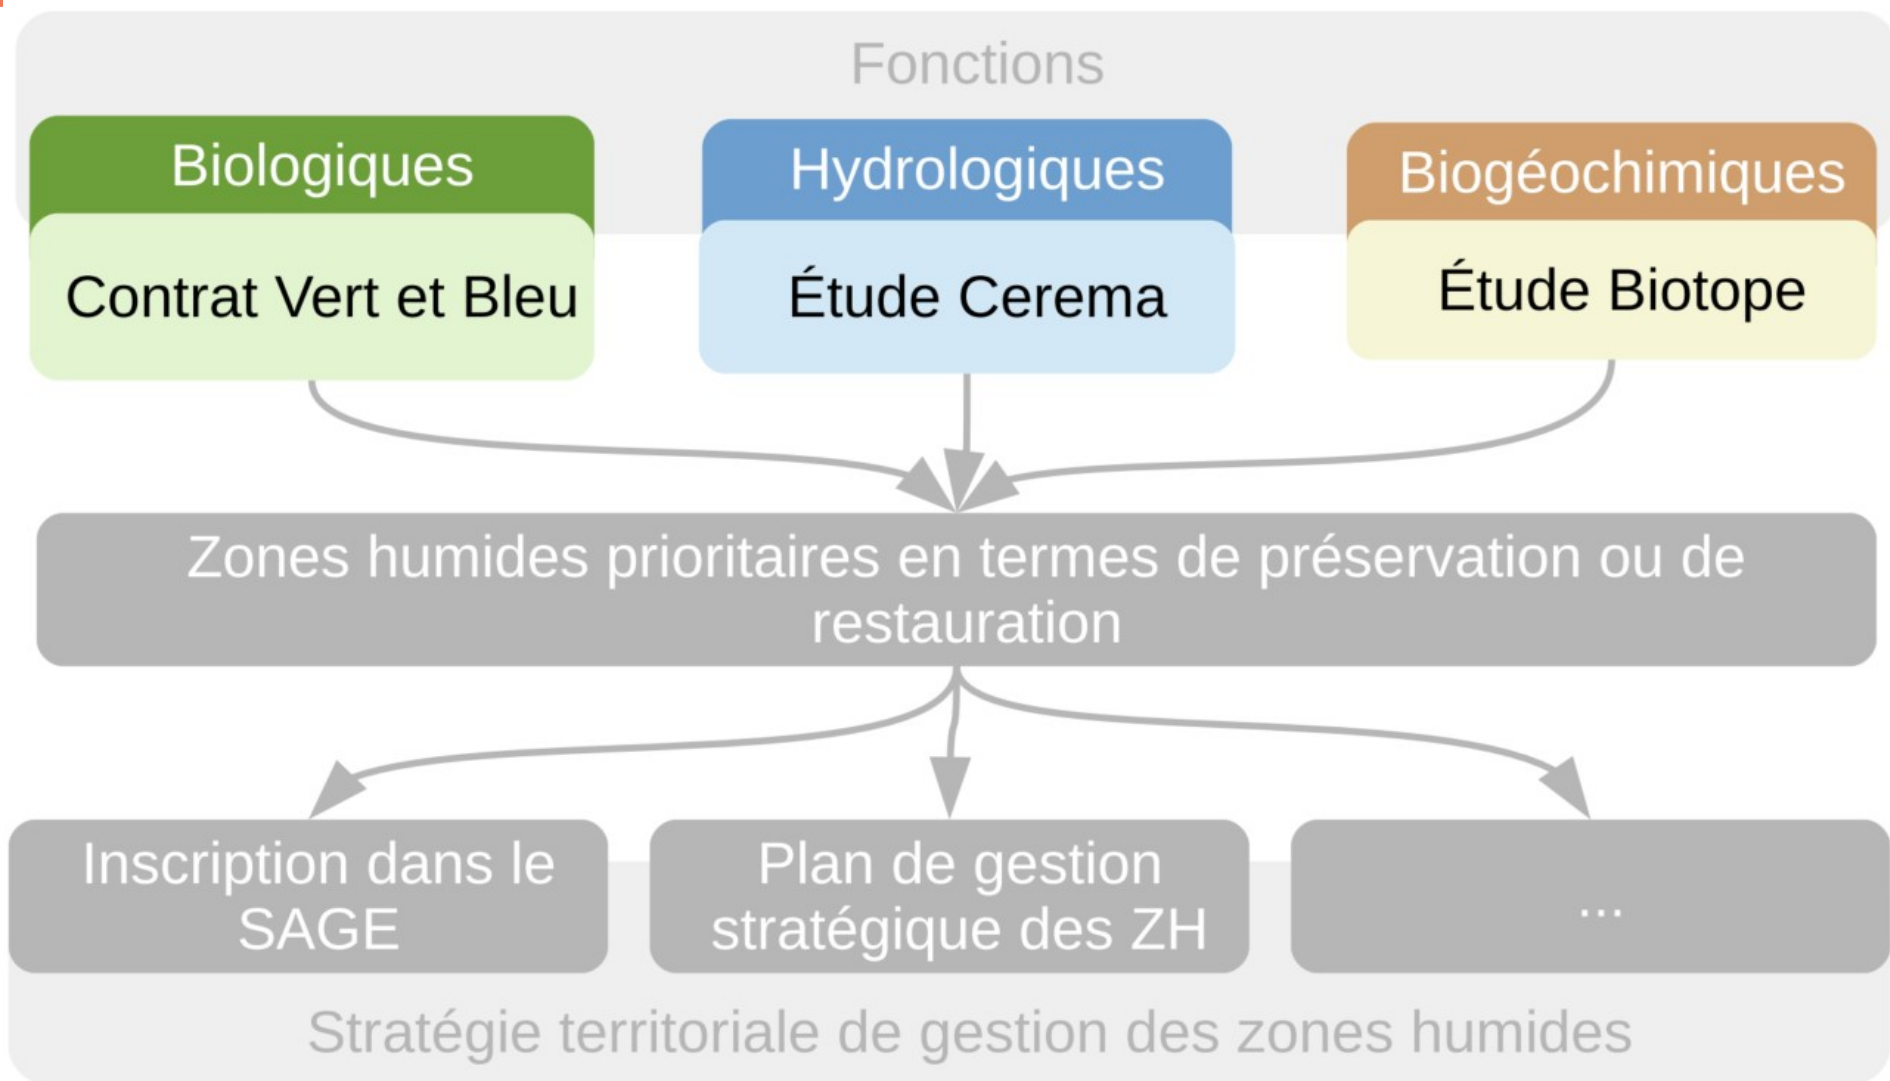 Fonctions
Biologiques
Hydrologiques
Biogéochimiques
Contrat Vert et Bleu
Étude Cerema
Étude Biotope
Zones humides prioritaires en termes de préservation ou de
restauration
Inscription dans le
SAGE
Plan de gestion
stratégique des ZH
...
Stratégie territoriale de gestion des zones humides